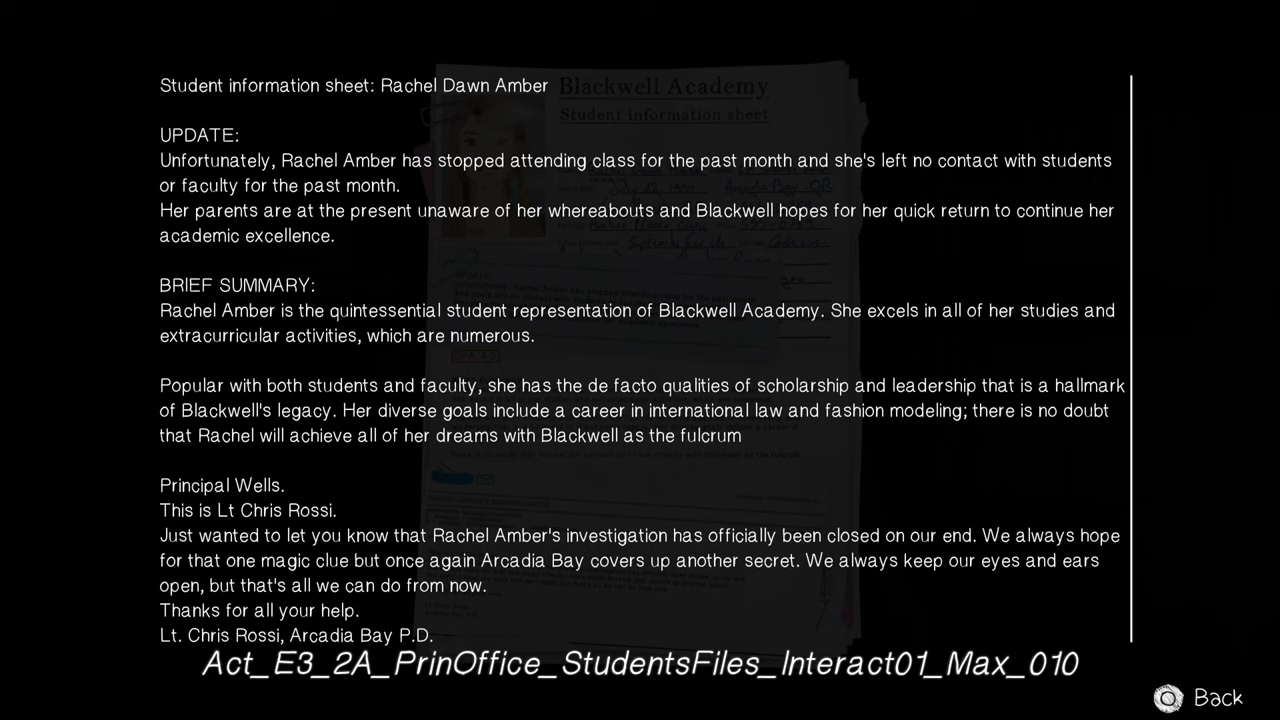 Student information sheet: Rachel Dawn Amber
Blackwell Academy
Student information sheet
UPDATE:
Unfortunately, Rachel Amber has stopped attending class for the past month and she's left no contact with students
or faculty for the past month.
Her parents are at the present unaware of her whereabouts and Blackwell hopes for her quick return to continue her
academic excellence.
BRIEF SUMMARY:
Rachel Amber is the quintessential student representation of Blackwell Academy. She excels in all of her studies and
extracurricular activities, which are numerous.
Popular with both students and faculty, she has the de facto qualities of scholarship and leadership that is a hallmark
of Blackwell's legacy. Her diverse goals include a career in international law and fashion modeling; there is no doubt
that Rachel will achieve all of her dreams with Blackwell as the fulcrum
Principal Wells.
This is Lt Chris Rossi.
Just wanted to let you know that Rachel Amber's investigation has officially been closed on our end. We always hope
for that one magic clue but once again Arcadia Bay covers up another secret. We always keep our eyes and ears
open, but that's all we can do from now.
Thanks for all your help.
Lt. Chris Rossi, Arcadia Bay P.D.
Act_E3_2A_PrinOffice_StudentsFiles_Interact01_Max_010
Back